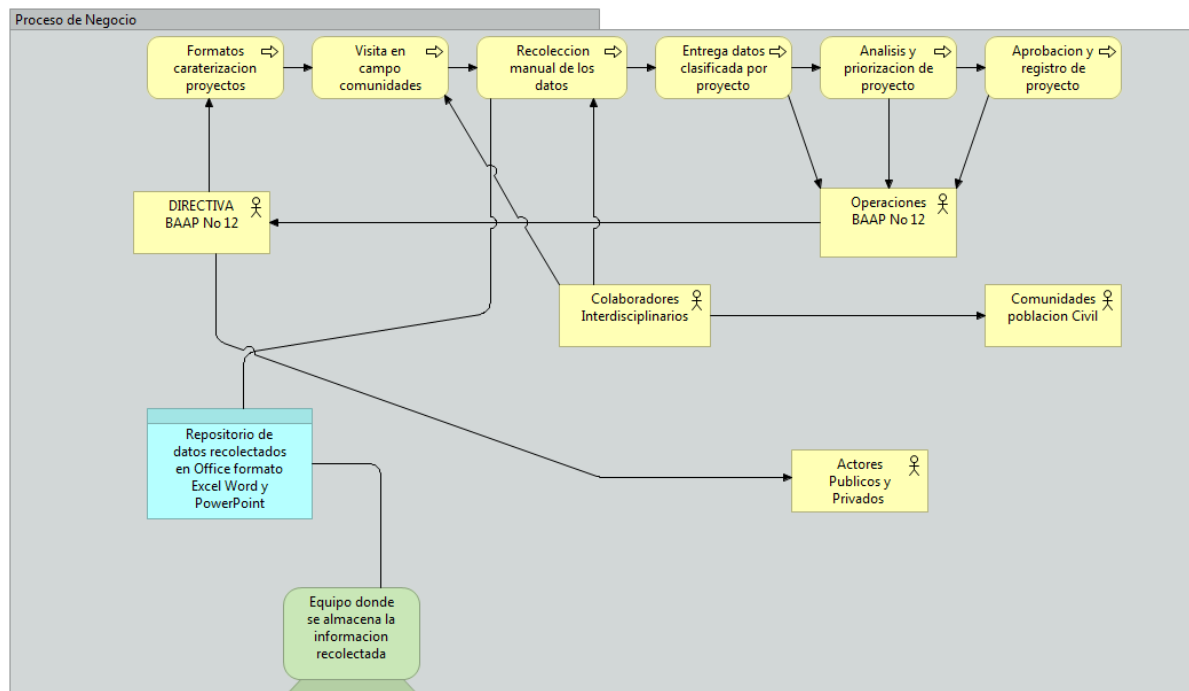 Proceso de Negocio
Formatos
caraterizacion
proyectos
Visita en
campo
comunidades
Recoleccion
manual de los
datos
Entrega datos
clasificada por
proyecto
Analisis y
priorizacion de
proyecto
Aprobacion y
registro de
proyecto
DIRECTIVA
BAAP No 12
Operaciones
BAAP No 12
Colaboradores
Interdisciplinarios
Comunidades
poblacion Civil
Repositorio de
datos recolectados
en Office formato
Excel Word y
PowerPoint
Actores
Publicos y
Privados
Equipo donde
se almacena la
informacion
recolectada